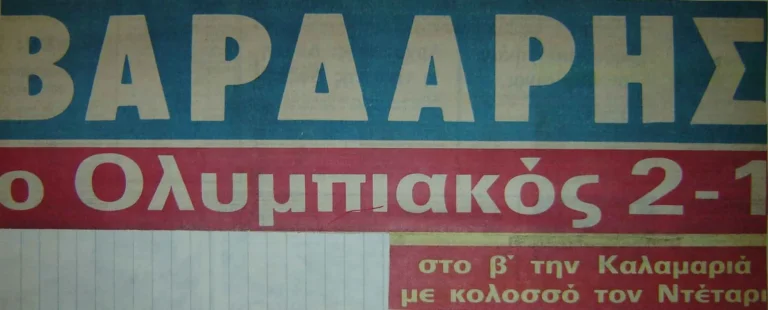 ΒΑΡΔΑΡΗΣ
ο Ολυμπιακός 2-1
στο β' την Καλαμαριά
με κολοσσό τον Ντέταρι